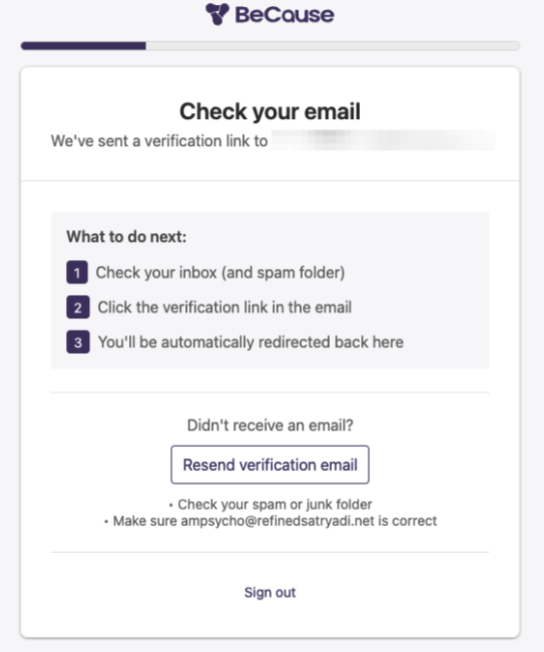 BeCause
Check your email
We've sent a verification link to
What to do next:
1 Check your inbox (and spam folder)
2 Click the verification link in the email
3 You'll be automatically redirected back here
Didn't receive an email?
Resend verification email
• Check your spam or junk folder
• Make sure ampsycho@refinedsatryadi.net is correct
Sign out